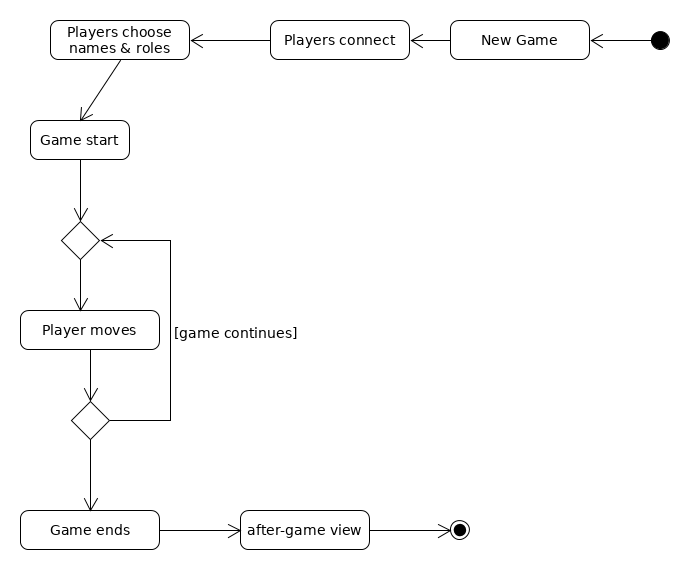 Players choose
names & roles
Players connect
New Game
Game start
Player moves
[game continues]
Game ends
after-game view